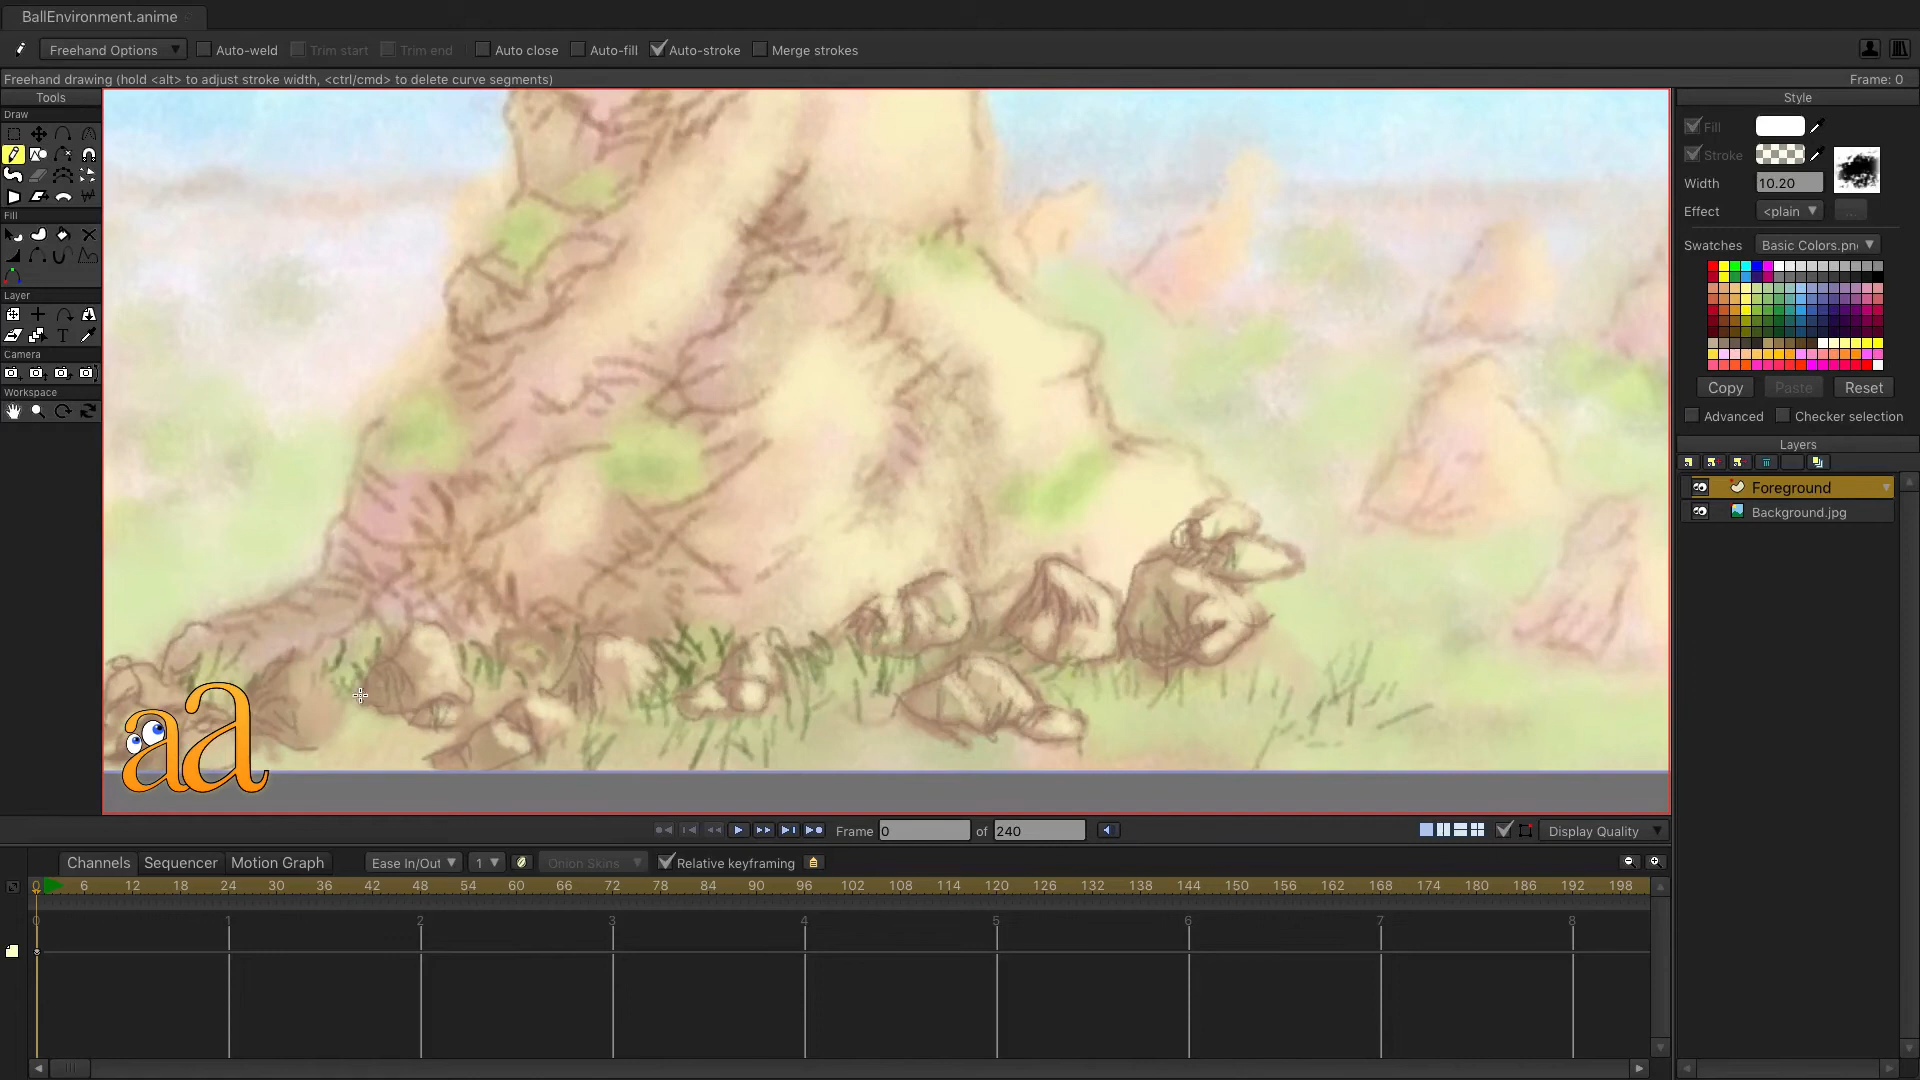 BallEnvironment.anime
Freehand Options Auto-weld Trim start Trim end Auto close Auto-fill Auto-stroke Merge strokes
Freehand drawing (hold <alt> to adjust stroke width, <ctrl/cmd> to delete curve segments) Frame: 0
Tools
Draw
Fill
Layer
Camera
Workspace
Style
Fill
Stroke
Width 10.20
Effect <plain ...
Swatches Basic Colors.pn
Copy Paste Reset
Advanced Checker selection
Layers
Foreground
Background.jpg
aa
Frame 0 of 240 Display Quality
Channels Sequencer Motion Graph Ease In/Out 1 Onion Skins Relative keyframing
0 6 12 18 24 30 36 42 48 54 60 66 72 78 84 90 96 102 108 114 120 126 132 138 144 150 156 162 168 174 180 186 192 198
0 1 2 3 4 5 6 7 8